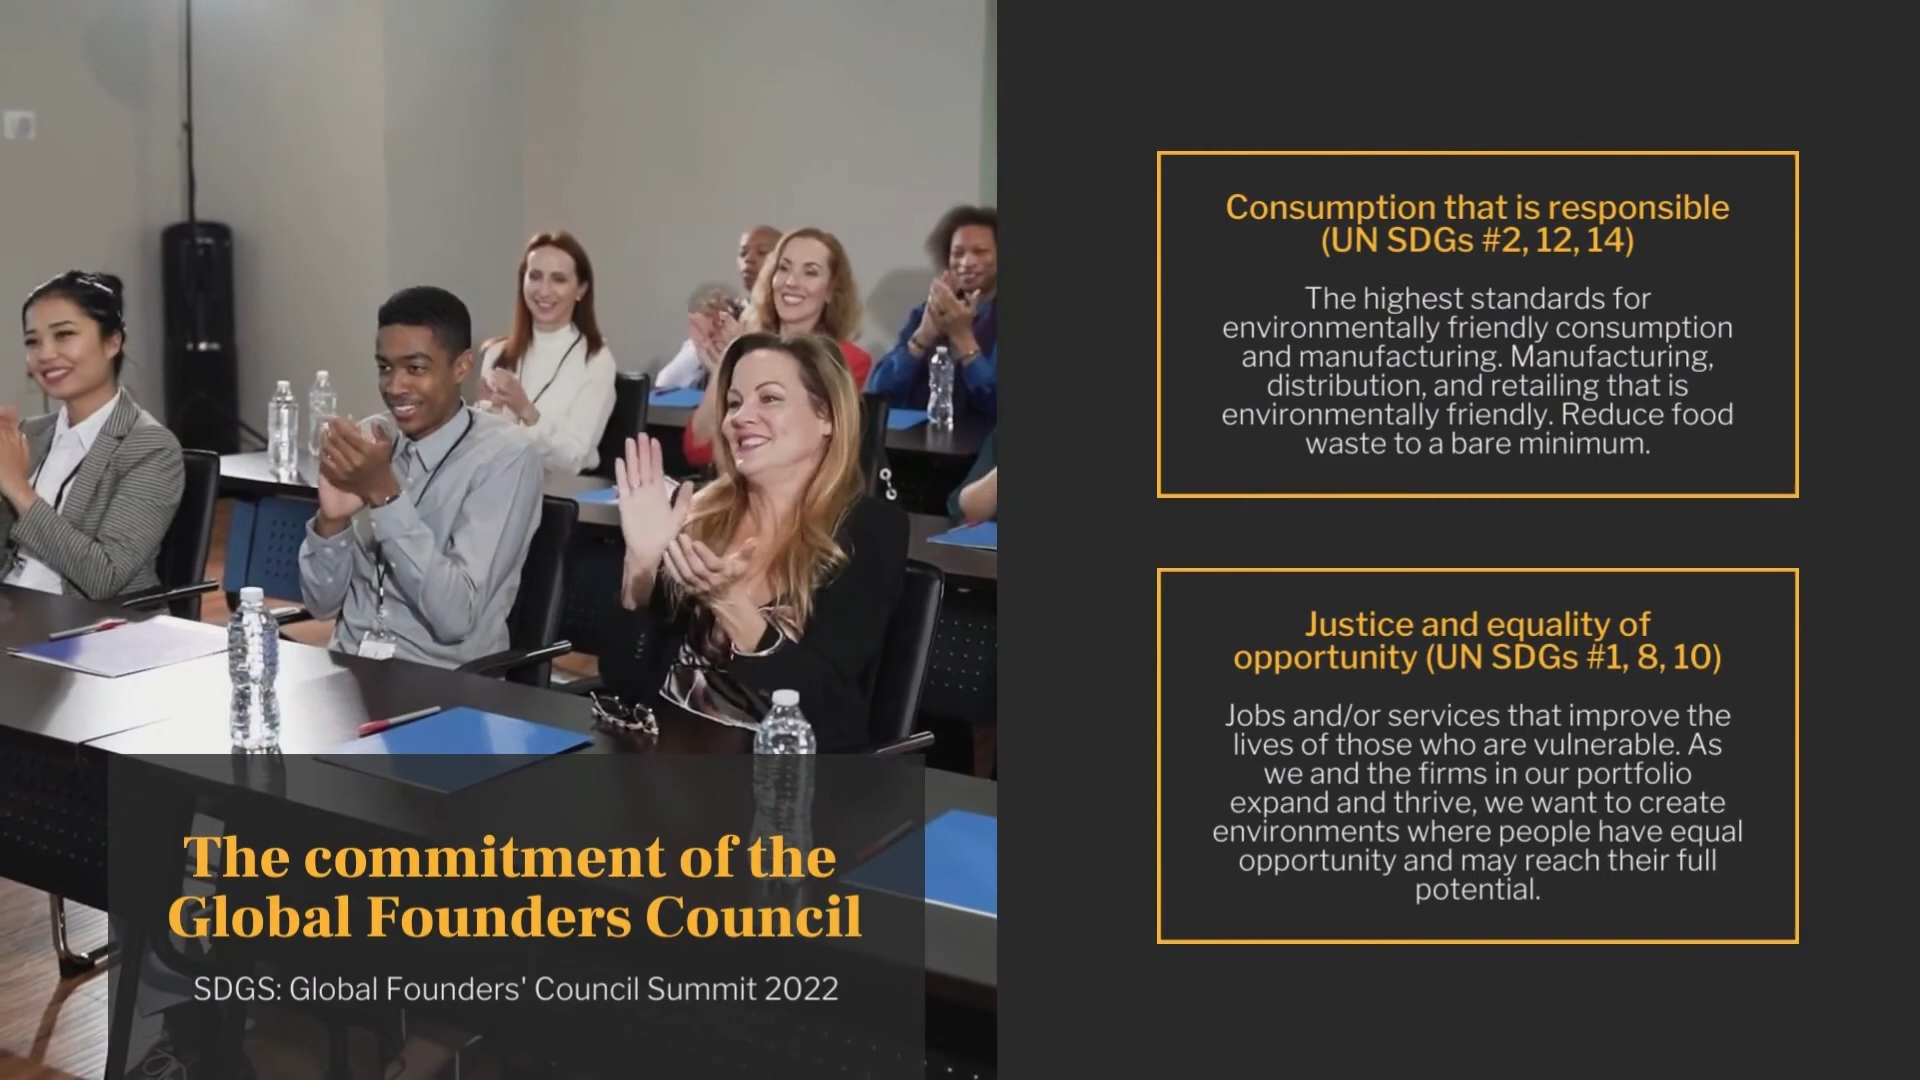 The commitment of the
Global Founders Council
SDGS: Global Founders' Council Summit 2022
Consumption that is responsible
(UN SDGs #2, 12, 14)
The highest standards for
environmentally friendly consumption
and manufacturing. Manufacturing,
distribution, and retailing that is
environmentally friendly. Reduce food
waste to a bare minimum.
Justice and equality of
opportunity (UN SDGs #1, 8, 10)
Jobs and/or services that improve the
lives of those who are vulnerable. As
we and the firms in our portfolio
expand and thrive, we want to create
environments where people have equal
opportunity and may reach their full
potential.